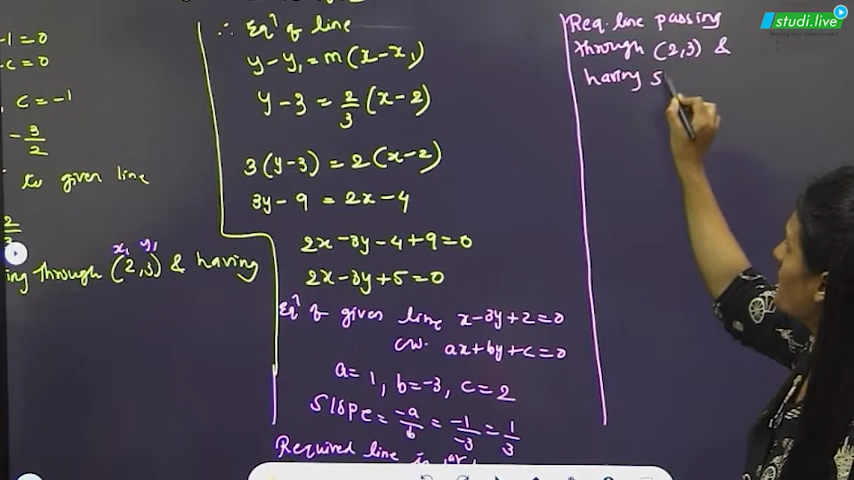 -1=0
-c=0
, c=-1
-3/2
to given line
2/3
x₁ y₁
ing through (2,3) & having
∴ Eqⁿ of line
y-y₁=m(x-x₁)
y-3=2/3(x-2)
3(y-3)=2(x-2)
3y-9=2x-4
2x-3y-4+9=0
2x-3y+5=0
Eqⁿ of given line x-3y+2=0
cw. ax+by+c=0
a=1, b=-3, c=2
Slope=-a/b=-1/-3=1/3
Required line is
Req. line passing
through (2,3) &
having s
studi.live